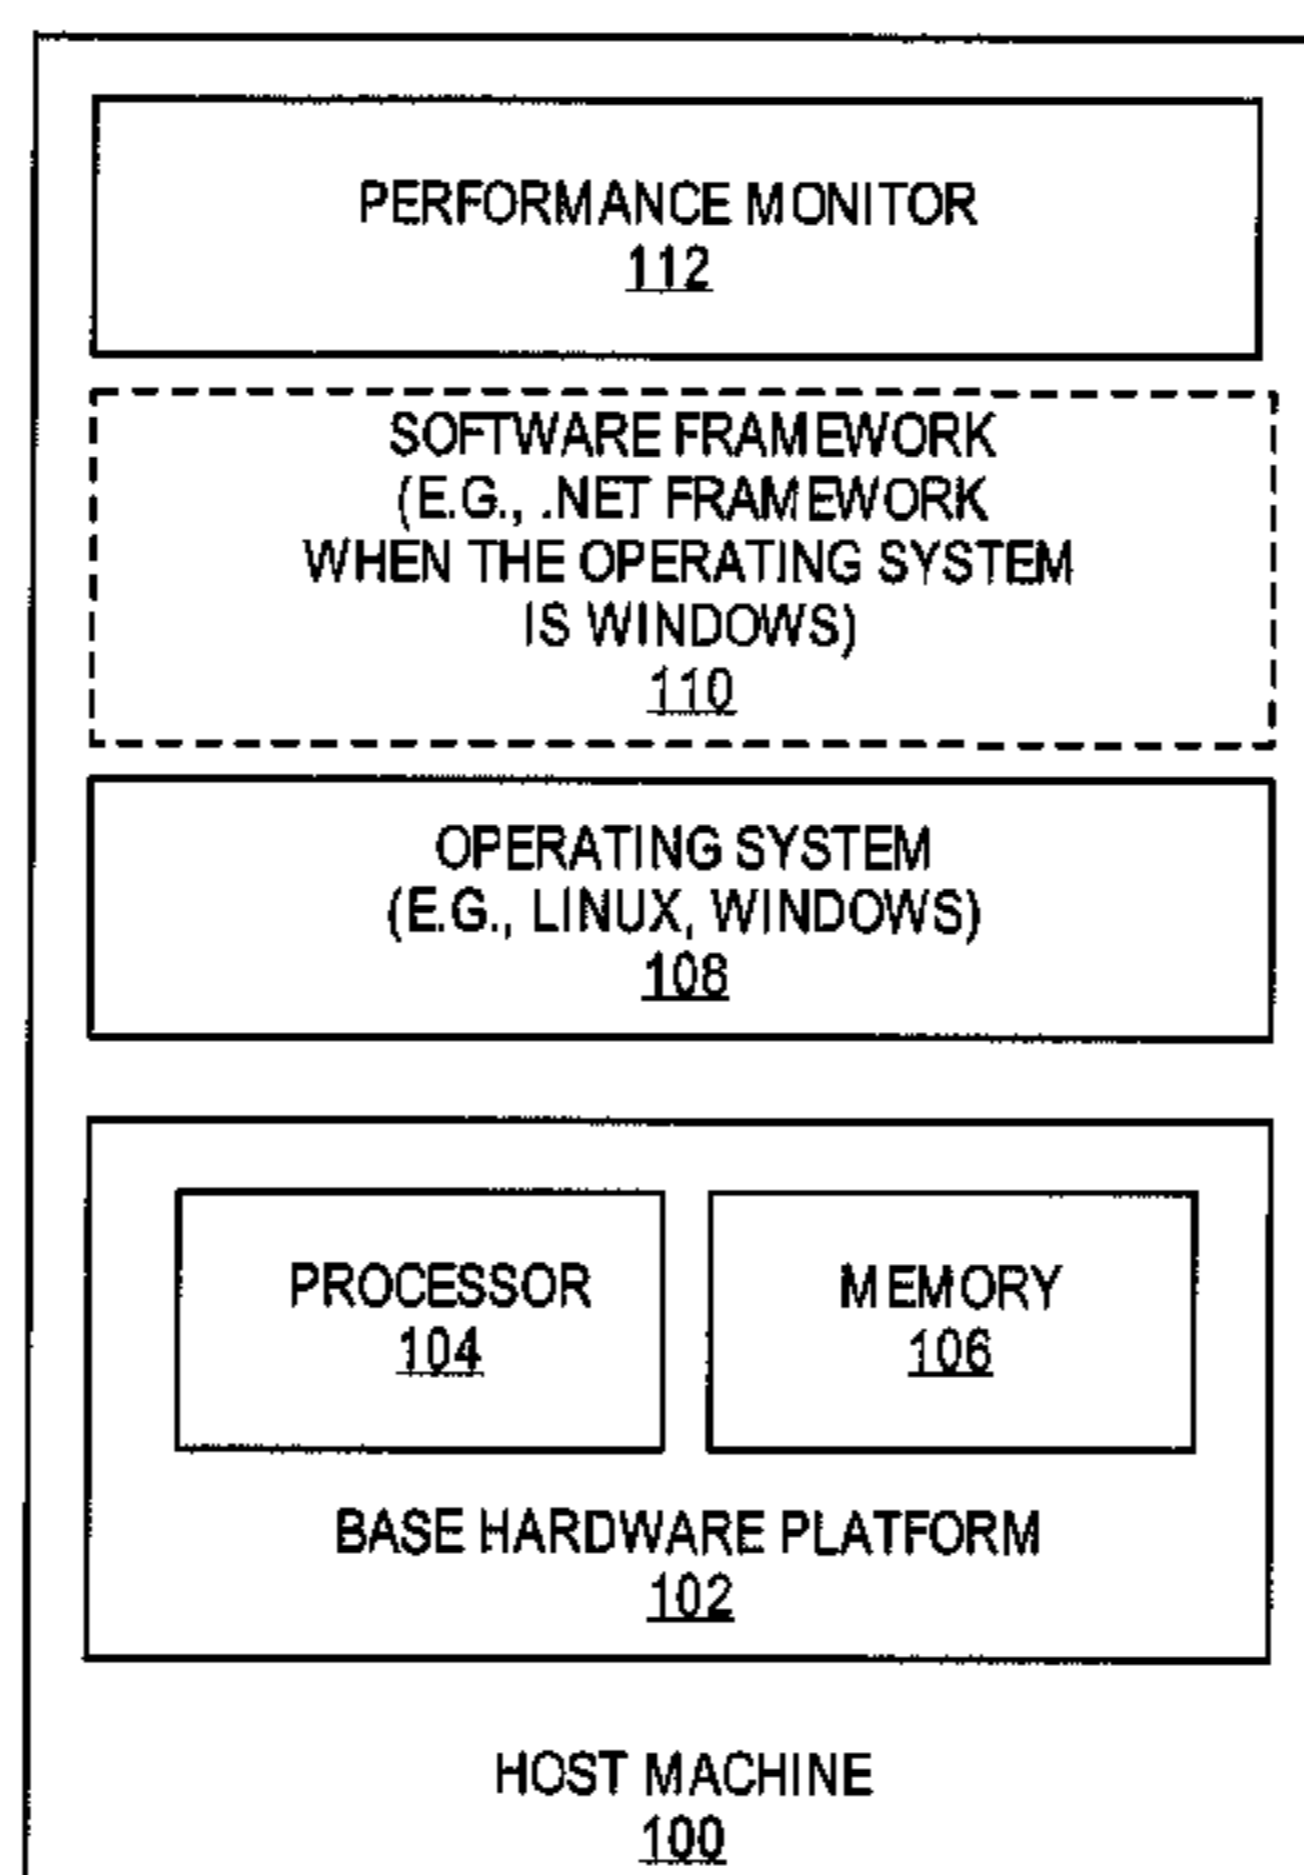 PERFORMANCE MONITOR
112
SOFTWARE FRAMEWORK
(E.G., .NET FRAMEWORK
WHEN THE OPERATING SYSTEM
IS WINDOWS)
110
OPERATING SYSTEM
(E.G., LINUX, WINDOWS)
108
PROCESSOR
104
MEMORY
106
BASE HARDWARE PLATFORM
102
HOST MACHINE
100